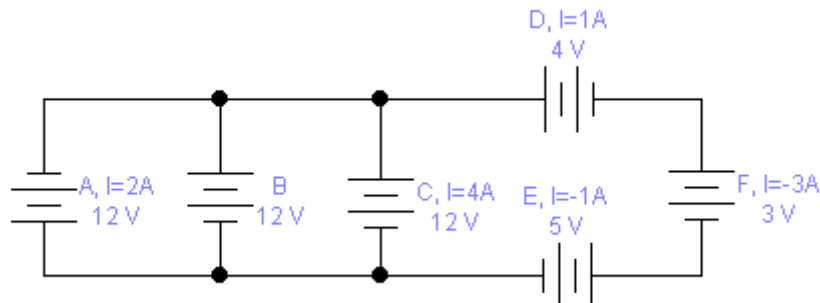 D, I=1A
4 V
A, I=2A
12 V
B
12 V
C, I=4A
12 V
E, I=-1A
5 V
F, I=-3A
3 V